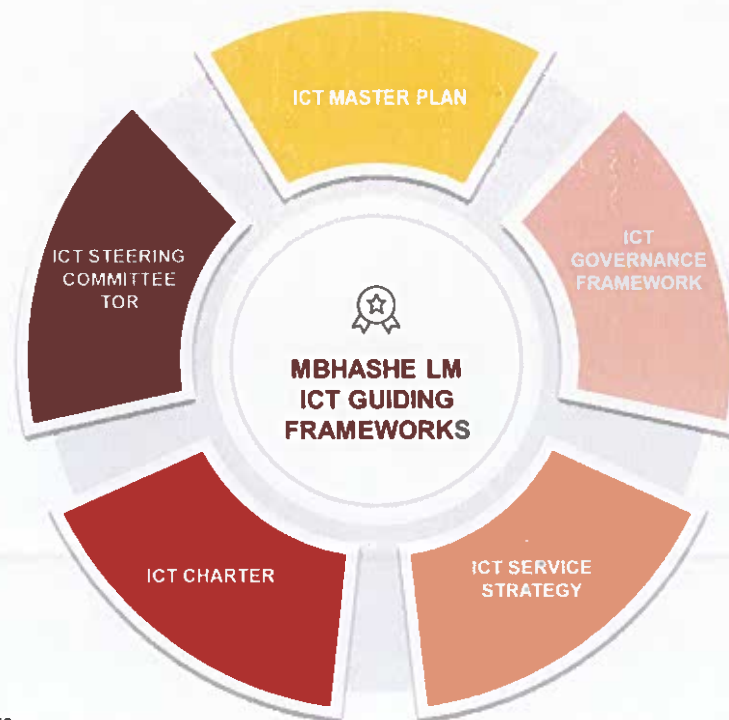 ICT MASTER PLAN
ICT
GOVERNANCE
FRAMEWORK
ICT SERVICE
STRATEGY
ICT CHARTER
ICT STEERING
COMMITTEE
TOR
MBHASHE LM
ICT GUIDING
FRAMEWORKS